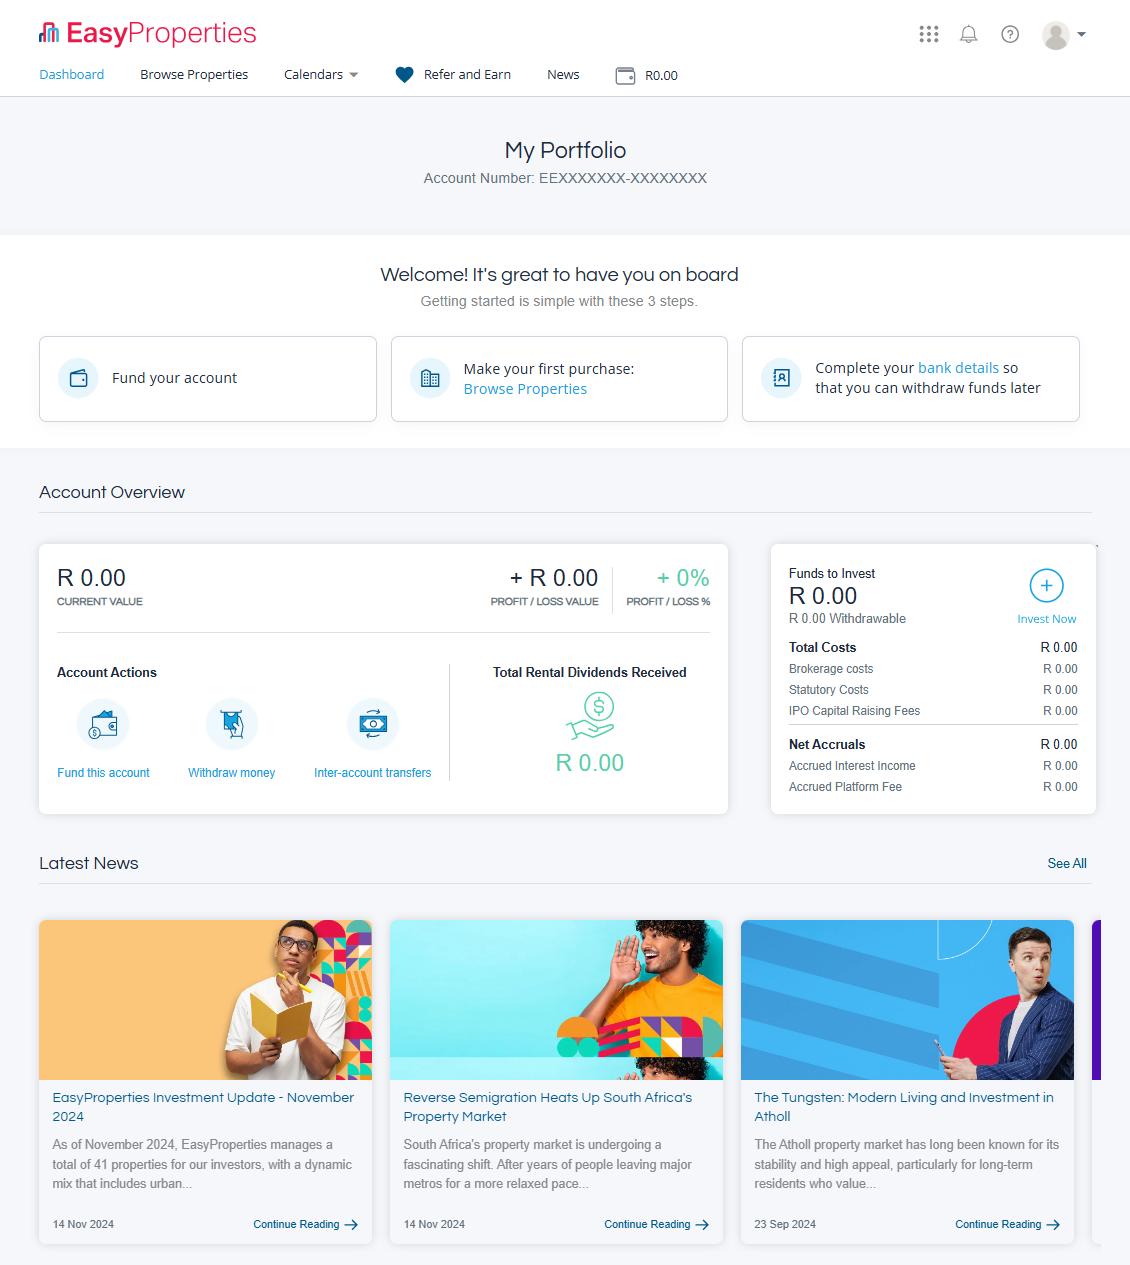 EasyProperties
Dashboard
Browse Properties
Calendars
Refer and Earn
News
R0.00
My Portfolio
Account Number: EEXXXXXXX-XXXXXXXX
Welcome! It's great to have you on board
Getting started is simple with these 3 steps.
Fund your account
Make your first purchase:
Browse Properties
Complete your bank details so
that you can withdraw funds later
Account Overview
R 0.00
CURRENT VALUE
+ R 0.00
PROFIT / LOSS VALUE
+ 0%
PROFIT / LOSS %
Account Actions
Fund this account
Withdraw money
Inter-account transfers
Total Rental Dividends Received
R 0.00
Funds to Invest
R 0.00
R 0.00 Withdrawable
Invest Now
Total Costs R 0.00
Brokerage costs R 0.00
Statutory Costs R 0.00
IPO Capital Raising Fees R 0.00
Net Accruals R 0.00
Accrued Interest Income R 0.00
Accrued Platform Fee R 0.00
Latest News
See All
EasyProperties Investment Update - November
2024
As of November 2024, EasyProperties manages a
total of 41 properties for our investors, with a dynamic
mix that includes urban...
14 Nov 2024
Continue Reading
Reverse Semigration Heats Up South Africa's
Property Market
South Africa's property market is undergoing a
fascinating shift. After years of people leaving major
metros for a more relaxed pace...
14 Nov 2024
Continue Reading
The Tungsten: Modern Living and Investment in
Atholl
The Atholl property market has long been known for its
stability and high appeal, particularly for long-term
residents who value...
23 Sep 2024
Continue Reading